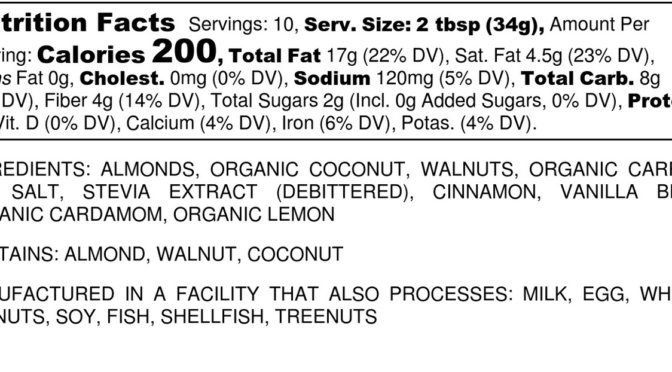 trition Facts Servings: 10, Serv. Size: 2 tbsp (34g), Amount Per
ing: Calories 200, Total Fat 17g (22% DV), Sat. Fat 4.5g (23% DV),
s Fat 0g, Cholest. 0mg (0% DV), Sodium 120mg (5% DV), Total Carb. 8g
DV), Fiber 4g (14% DV), Total Sugars 2g (Incl. 0g Added Sugars, 0% DV), Prot
Vit. D (0% DV), Calcium (4% DV), Iron (6% DV), Potas. (4% DV).
REDIENTS: ALMONDS, ORGANIC COCONUT, WALNUTS, ORGANIC CAR
SALT, STEVIA EXTRACT (DEBITTERED), CINNAMON, VANILLA B
ANIC CARDAMOM, ORGANIC LEMON
TAINS: ALMOND, WALNUT, COCONUT
UFACTURED IN A FACILITY THAT ALSO PROCESSES: MILK, EGG, WH
NUTS, SOY, FISH, SHELLFISH, TREENUTS